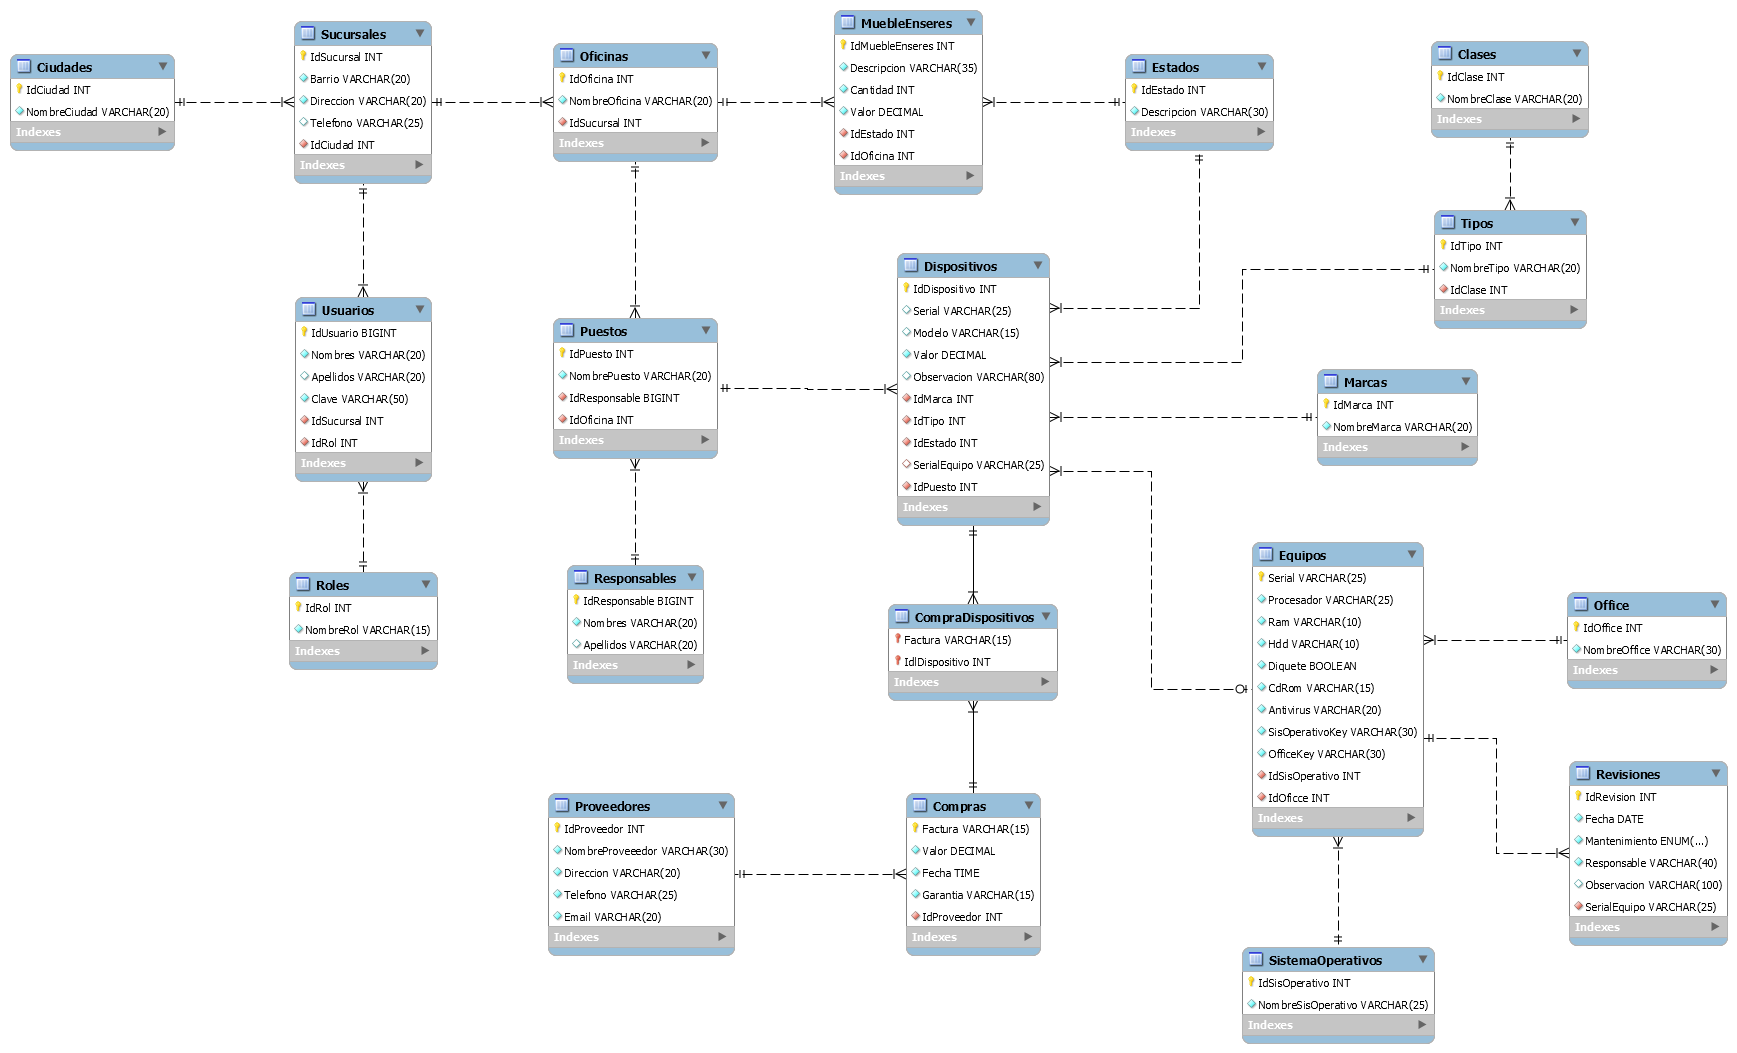 Ciudades
IdCiudad INT
NombreCiudad VARCHAR(20)
Indexes
Sucursales
IdSucursal INT
Barrio VARCHAR(20)
Direccion VARCHAR(20)
Telefono VARCHAR(25)
IdCiudad INT
Indexes
Oficinas
IdOficina INT
NombreOficina VARCHAR(20)
IdSucursal INT
Indexes
MuebleEnseres
IdMuebleEnseres INT
Descripcion VARCHAR(35)
Cantidad INT
Valor DECIMAL
IdEstado INT
IdOficina INT
Indexes
Estados
IdEstado INT
Descripcion VARCHAR(30)
Indexes
Clases
IdClase INT
NombreClase VARCHAR(20)
Indexes
Tipos
IdTipo INT
NombreTipo VARCHAR(20)
IdClase INT
Indexes
Usuarios
IdUsuario BIGINT
Nombres VARCHAR(20)
Apellidos VARCHAR(20)
Clave VARCHAR(50)
IdSucursal INT
IdRol INT
Indexes
Puestos
IdPuesto INT
NombrePuesto VARCHAR(20)
IdResponsable BIGINT
IdOficina INT
Indexes
Dispositivos
IdDispositivo INT
Serial VARCHAR(25)
Modelo VARCHAR(15)
Valor DECIMAL
Observacion VARCHAR(80)
IdMarca INT
IdTipo INT
IdEstado INT
SerialEquipo VARCHAR(25)
IdPuesto INT
Indexes
Marcas
IdMarca INT
NombreMarca VARCHAR(20)
Indexes
Roles
IdRol INT
NombreRol VARCHAR(15)
Indexes
Responsables
IdResponsable BIGINT
Nombres VARCHAR(20)
Apellidos VARCHAR(20)
Indexes
CompraDispositivos
Factura VARCHAR(15)
IdlDispositivo INT
Indexes
Equipos
Serial VARCHAR(25)
Procesador VARCHAR(25)
Ram VARCHAR(10)
Hdd VARCHAR(10)
Diquete BOOLEAN
CdRom VARCHAR(15)
Antivirus VARCHAR(20)
SisOperativoKey VARCHAR(30)
OfficeKey VARCHAR(30)
IdSisOperativo INT
IdOficce INT
Indexes
Office
IdOffice INT
NombreOffice VARCHAR(30)
Indexes
Proveedores
IdProveedor INT
NombreProveeedor VARCHAR(30)
Direccion VARCHAR(20)
Telefono VARCHAR(25)
Email VARCHAR(20)
Indexes
Compras
Factura VARCHAR(15)
Valor DECIMAL
Fecha TIME
Garantia VARCHAR(15)
IdProveedor INT
Indexes
Revisiones
IdRevision INT
Fecha DATE
Mantenimiento ENUM(...)
Responsable VARCHAR(40)
Observacion VARCHAR(100)
SerialEquipo VARCHAR(25)
Indexes
SistemaOperativos
IdSisOperativo INT
NombreSisOperativo VARCHAR(25)
Indexes